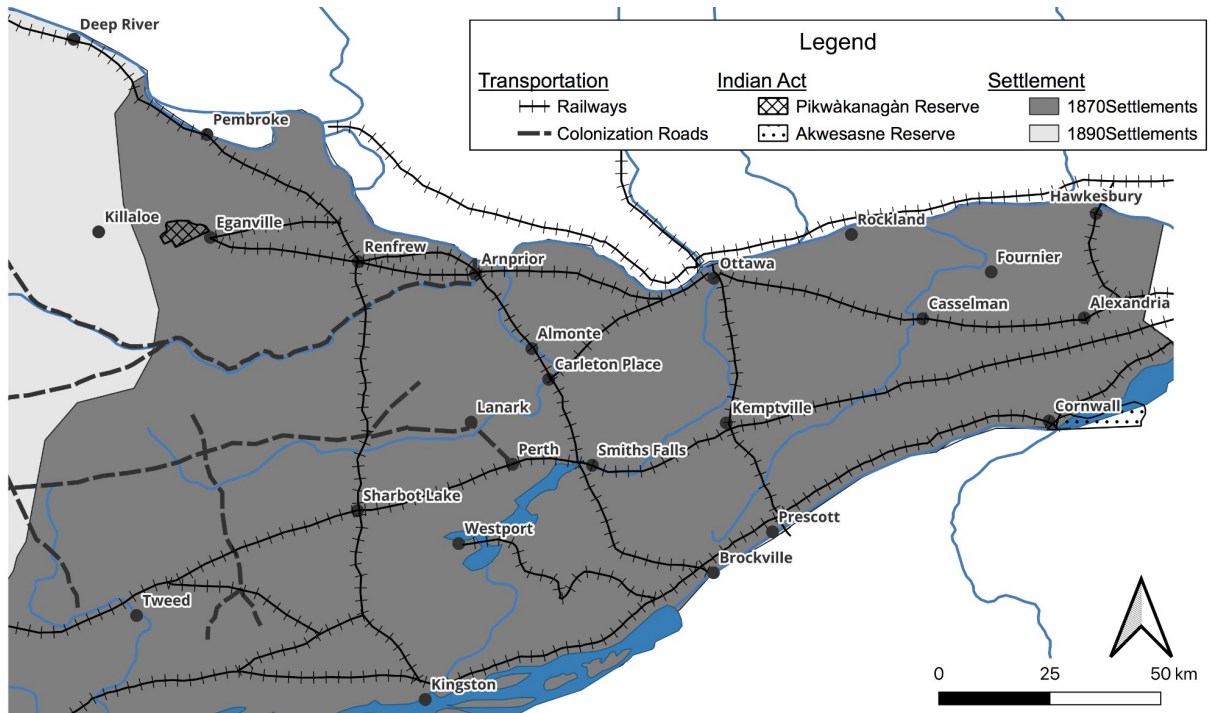 Deep River
Legend
Transportation
Indian Act
Settlement
Railways
Pikwàkanagàn Reserve
1870Settlements
Colonization Roads
Akwesasne Reserve
1890Settlements
Pembroke
Killaloe
Eganville
Hawkesbury
Rockland
Renfrew
Arnprior
Ottawa
Fournier
Casselman
Alexandria
Almonte
Carleton Place
Lanark
Kemptville
Cornwall
Perth
Smiths Falls
Sharbot Lake
Westport
Prescott
Brockville
Tweed
Kingston
0
25
50 km